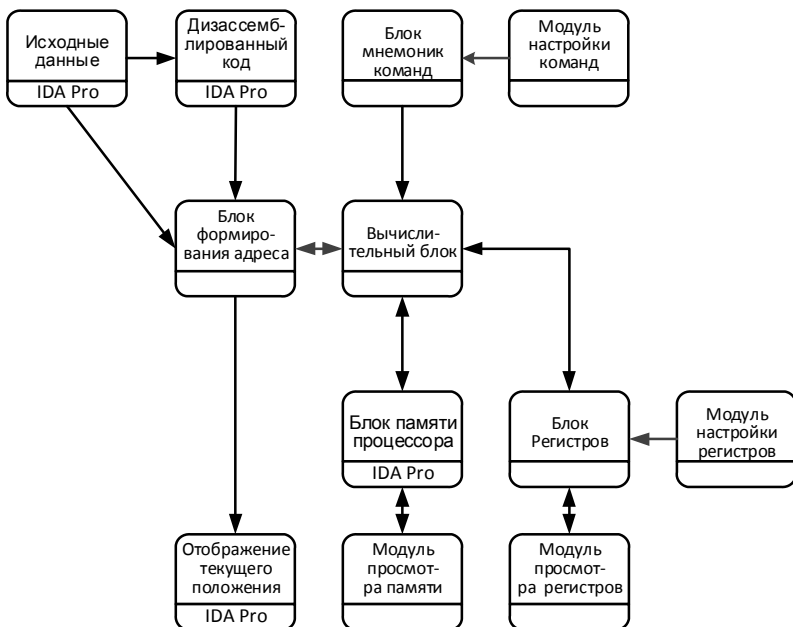 Исходные
данные
IDA Pro
Дизассемб-
лированный
код
IDA Pro
Блок
мнемоник
команд
Модуль
настройки
команд
Блок
формиро-
вания адреса
Вычисли-
тельный блок
Блок памяти
процессора
IDA Pro
Блок
Регистров
Модуль
настройки
регистров
Отображение
текущего
положения
IDA Pro
Модуль
просмот-
ра памяти
Модуль
просмот-
ра регистров